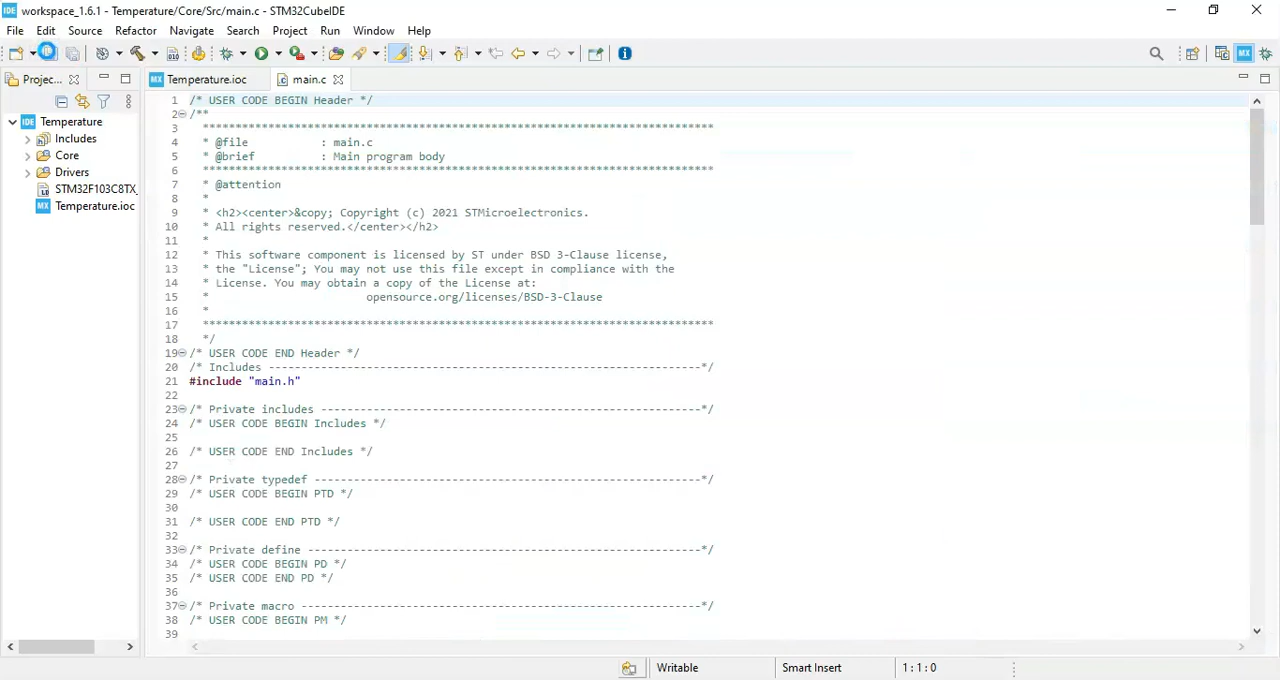 workspace_1.6.1 - Temperature/Core/Src/main.c - STM32CubeIDE
File Edit Source Refactor Navigate Search Project Run Window Help
Projec... Temperature.ioc main.c
Temperature
Includes
Core
Drivers
STM32F103C8TX_
Temperature.ioc
1 /* USER CODE BEGIN Header */
2 /**
3 ******************************************************************************
4 * @file : main.c
5 * @brief : Main program body
6 ******************************************************************************
7 * @attention
8 *
9 * <h2><center>&copy; Copyright (c) 2021 STMicroelectronics.
10 * All rights reserved.</center></h2>
11 *
12 * This software component is licensed by ST under BSD 3-Clause license,
13 * the "License"; You may not use this file except in compliance with the
14 * License. You may obtain a copy of the License at:
15 * opensource.org/licenses/BSD-3-Clause
16 *
17 ******************************************************************************
18 */
19 /* USER CODE END Header */
20 /* Includes ------------------------------------------------------------------*/
21 #include "main.h"
22
23 /* Private includes ----------------------------------------------------------*/
24 /* USER CODE BEGIN Includes */
25
26 /* USER CODE END Includes */
27
28 /* Private typedef -----------------------------------------------------------*/
29 /* USER CODE BEGIN PTD */
30
31 /* USER CODE END PTD */
32
33 /* Private define ------------------------------------------------------------*/
34 /* USER CODE BEGIN PD */
35 /* USER CODE END PD */
36
37 /* Private macro -------------------------------------------------------------*/
38 /* USER CODE BEGIN PM */
39
Writable Smart Insert 1 : 1 : 0